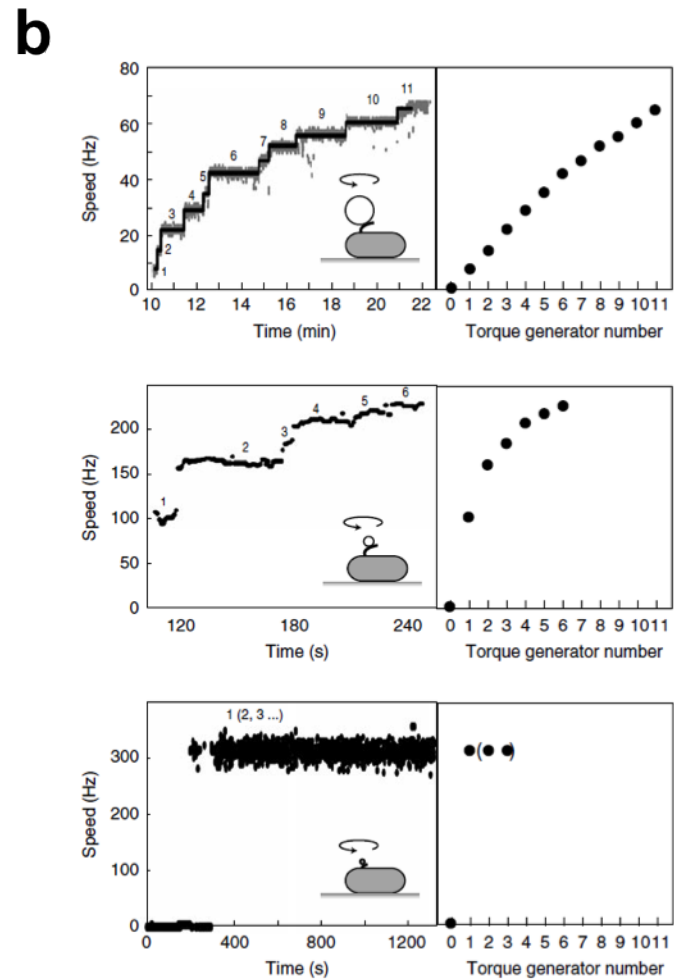 b
80
60
40
20
0
Speed (Hz)
1
2
3
4
5
6
7
8
9
10
11
10 12 14 16 18 20 22
Time (min)
0 1 2 3 4 5 6 7 8 9 10 11
Torque generator number
200
150
100
50
0
Speed (Hz)
1
2
3
4
5
6
120 180 240
Time (s)
0 1 2 3 4 5 6 7 8 9 10 11
Torque generator number
300
200
100
0
Speed (Hz)
1 (2, 3 ...)
( )
0 400 800 1200
Time (s)
0 1 2 3 4 5 6 7 8 9 10 11
Torque generator number